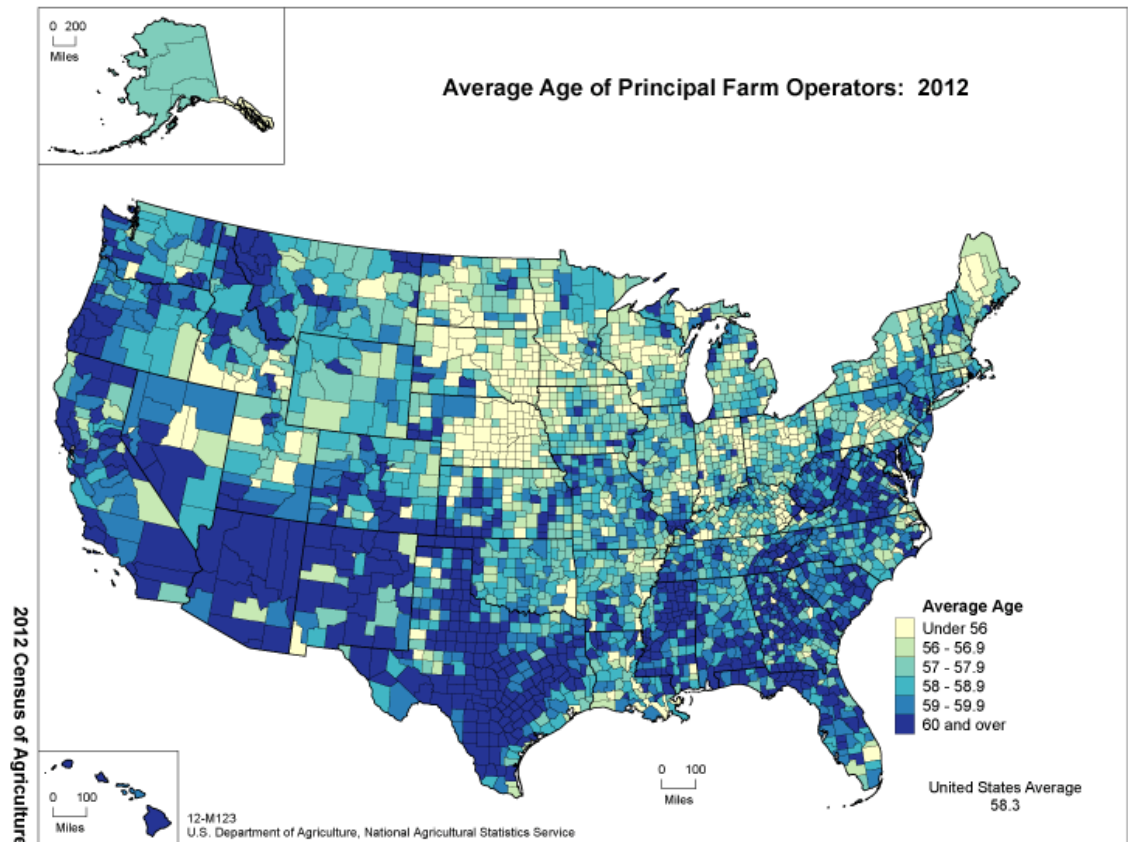 0 200
Miles
Average Age of Principal Farm Operators: 2012
Average Age
Under 56
56 - 56.9
57 - 57.9
58 - 58.9
59 - 59.9
60 and over
0 100
Miles
United States Average
58.3
0 100
Miles
12-M123
U.S. Department of Agriculture, National Agricultural Statistics Service
2012 Census of Agriculture